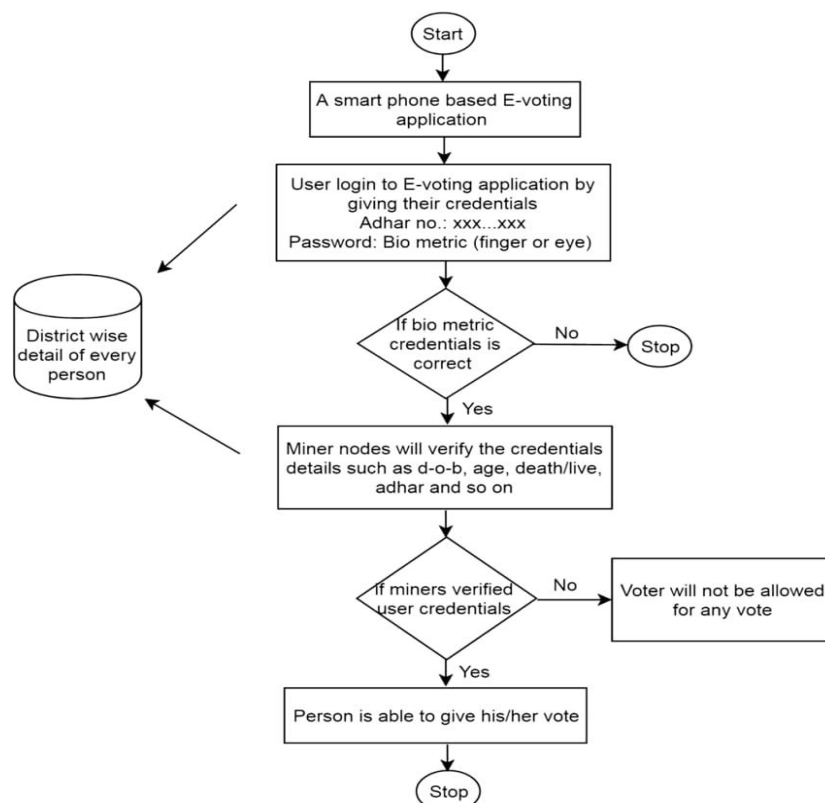 Start
A smart phone based E-voting
application
User login to E-voting application by
giving their credentials
Adhar no.: xxx...xxx
Password: Bio metric (finger or eye)
District wise
detail of every
person
If bio metric
credentials is
correct
No
Stop
Yes
Miner nodes will verify the credentials
details such as d-o-b, age, death/live,
adhar and so on
If miners verified
user credentials
No
Voter will not be allowed
for any vote
Yes
Person is able to give his/her vote
Stop